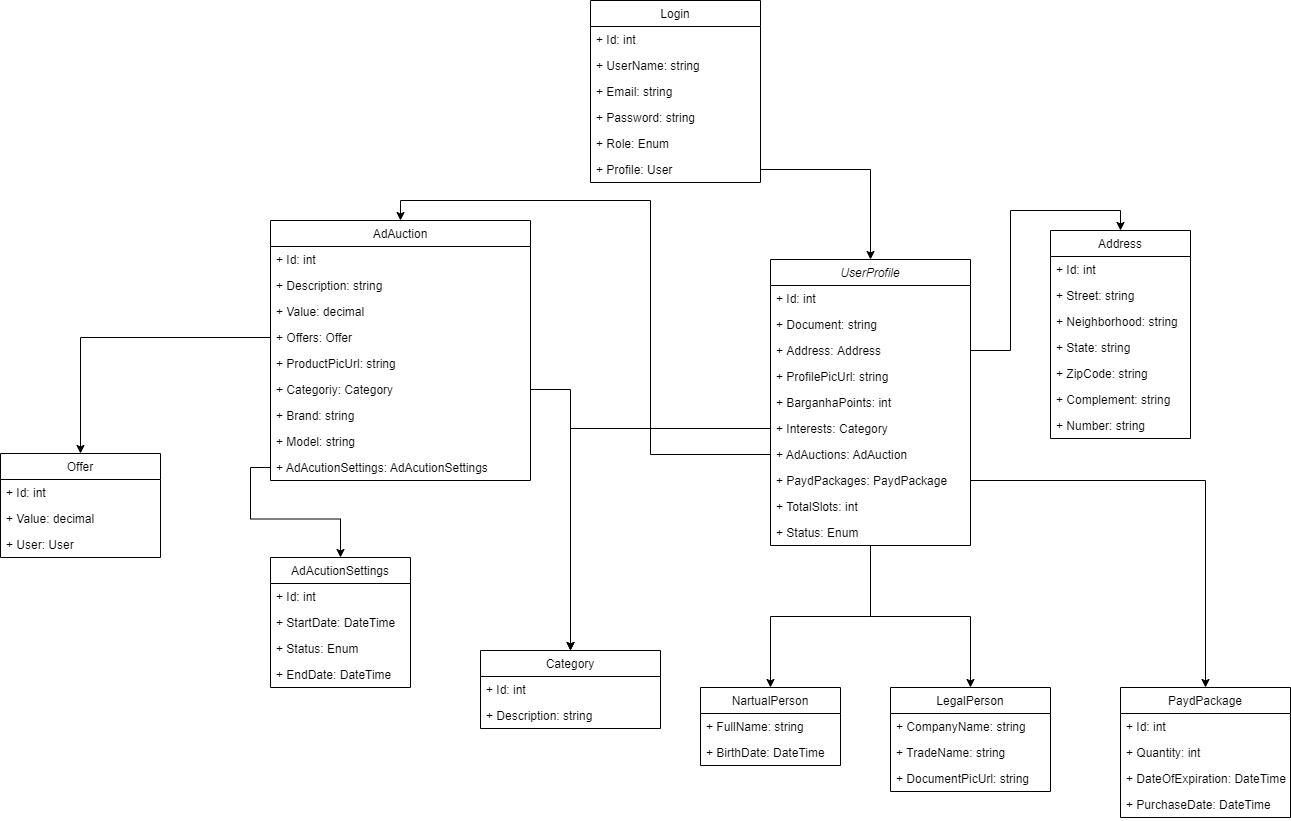 Login
+ Id: int
+ UserName: string
+ Email: string
+ Password: string
+ Role: Enum
+ Profile: User
AdAuction
+ Id: int
+ Description: string
+ Value: decimal
+ Offers: Offer
+ ProductPicUrl: string
+ Categoriy: Category
+ Brand: string
+ Model: string
+ AdAcutionSettings: AdAcutionSettings
UserProfile
+ Id: int
+ Document: string
+ Address: Address
+ ProfilePicUrl: string
+ BarganhaPoints: int
+ Interests: Category
+ AdAuctions: AdAuction
+ PaydPackages: PaydPackage
+ TotalSlots: int
+ Status: Enum
Address
+ Id: int
+ Street: string
+ Neighborhood: string
+ State: string
+ ZipCode: string
+ Complement: string
+ Number: string
Offer
+ Id: int
+ Value: decimal
+ User: User
AdAcutionSettings
+ Id: int
+ StartDate: DateTime
+ Status: Enum
+ EndDate: DateTime
Category
+ Id: int
+ Description: string
NartualPerson
+ FullName: string
+ BirthDate: DateTime
LegalPerson
+ CompanyName: string
+ TradeName: string
+ DocumentPicUrl: string
PaydPackage
+ Id: int
+ Quantity: int
+ DateOfExpiration: DateTime
+ PurchaseDate: DateTime